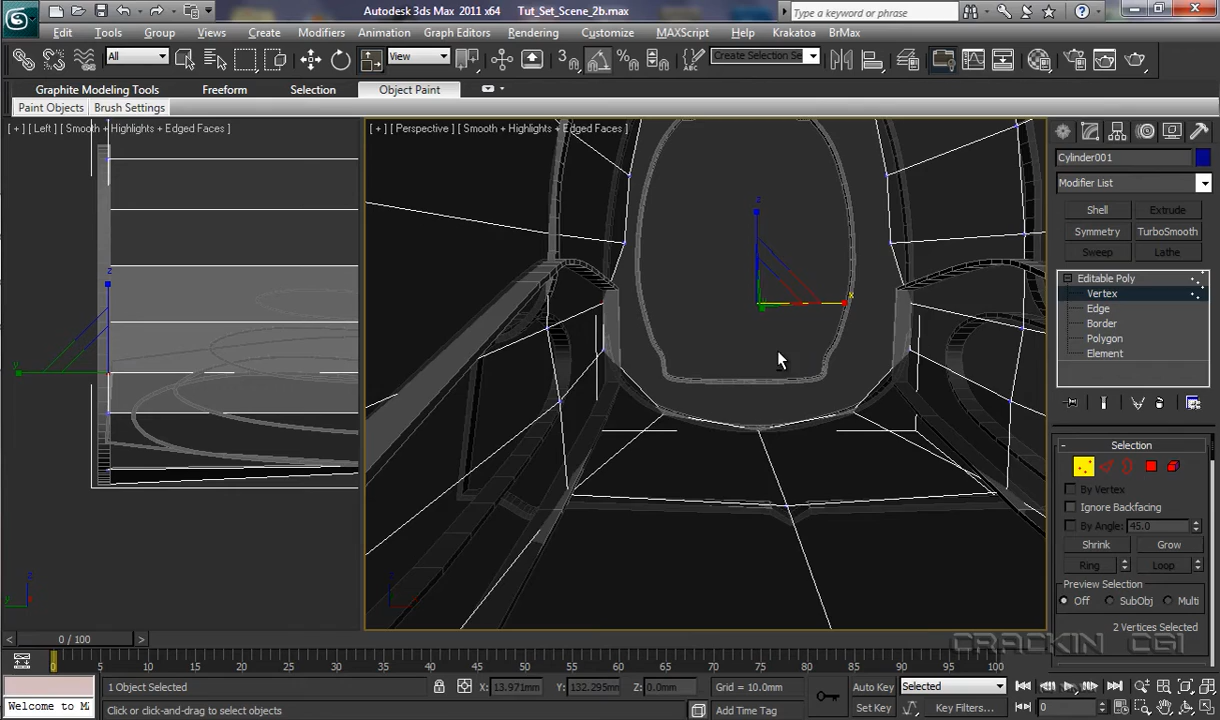 Autodesk 3ds Max 2011 x64 Tut_Set_Scene_2b.max
Type a keyword or phrase
Edit Tools Group Views Create Modifiers Animation Graph Editors Rendering Customize MAXScript Help Krakatoa BrMax
All View Create Selection Se
Graphite Modeling Tools Freeform Selection Object Paint
Paint Objects Brush Settings
[ + ] [ Left ] [ Smooth + Highlights + Edged Faces ]
[ + ] [ Perspective ] [ Smooth + Highlights + Edged Faces ]
Cylinder001
Modifier List
Shell Extrude
Symmetry TurboSmooth
Sweep Lathe
Editable Poly
Vertex
Edge
Border
Polygon
Element
Selection
By Vertex
Ignore Backfacing
By Angle: 45.0
Shrink Grow
Ring Loop
Preview Selection
Off SubObj Multi
2 Vertices Selected
CRACKIN CGI
z
y
z
x
z
y
0 / 100
0 5 10 15 20 25 30 35 40 45 50 55 60 65 70 75 80 85 90 95 100
1 Object Selected X: 13.971mm Y: 132.295mm Z: 0.0mm Grid = 10.0mm Auto Key Selected
Welcome to Ma Click or click-and-drag to select objects Add Time Tag Set Key Key Filters... 0